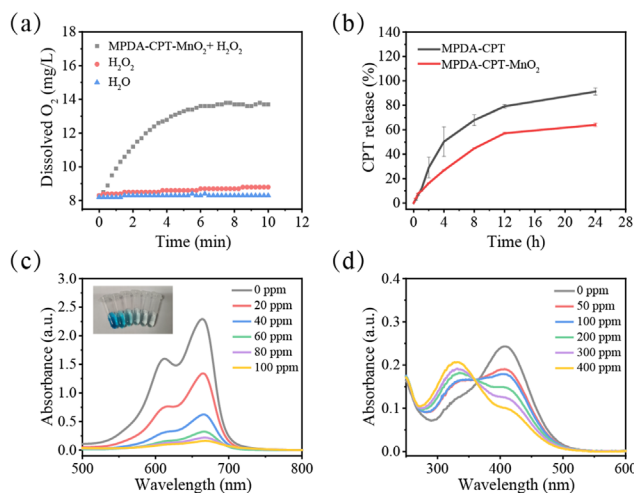 (a)
Dissolved O₂ (mg/L)
18
16
14
12
10
8
MPDA-CPT-MnO₂+ H₂O₂
H₂O₂
H₂O
0 2 4 6 8 10
Time (min)
(b)
CPT release (%)
140
120
100
80
60
40
20
0
MPDA-CPT
MPDA-CPT-MnO₂
0 4 8 12 16 20 24 28
Time (h)
(c)
Absorbance (a.u.)
3.0
2.5
2.0
1.5
1.0
0.5
0.0
0 ppm
20 ppm
40 ppm
60 ppm
80 ppm
100 ppm
500 600 700 800
Wavelength (nm)
(d)
Absorbance (a.u.)
0.4
0.3
0.2
0.1
0.0
0 ppm
50 ppm
100 ppm
200 ppm
300 ppm
400 ppm
300 400 500 600
Wavelength (nm)